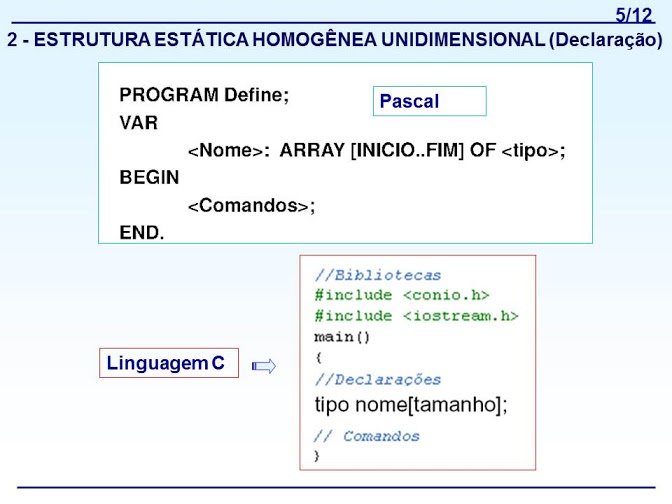 5/12
2 - ESTRUTURA ESTÁTICA HOMOGÊNEA UNIDIMENSIONAL (Declaração)
PROGRAM Define;
Pascal
VAR
<Nome>: ARRAY [INICIO..FIM] OF <tipo>;
BEGIN
<Comandos>;
END.
Linguagem C
//Bibliotecas
#include <conio.h>
#include <iostream.h>
main()
{
//Declarações
tipo nome[tamanho];
// Comandos
}